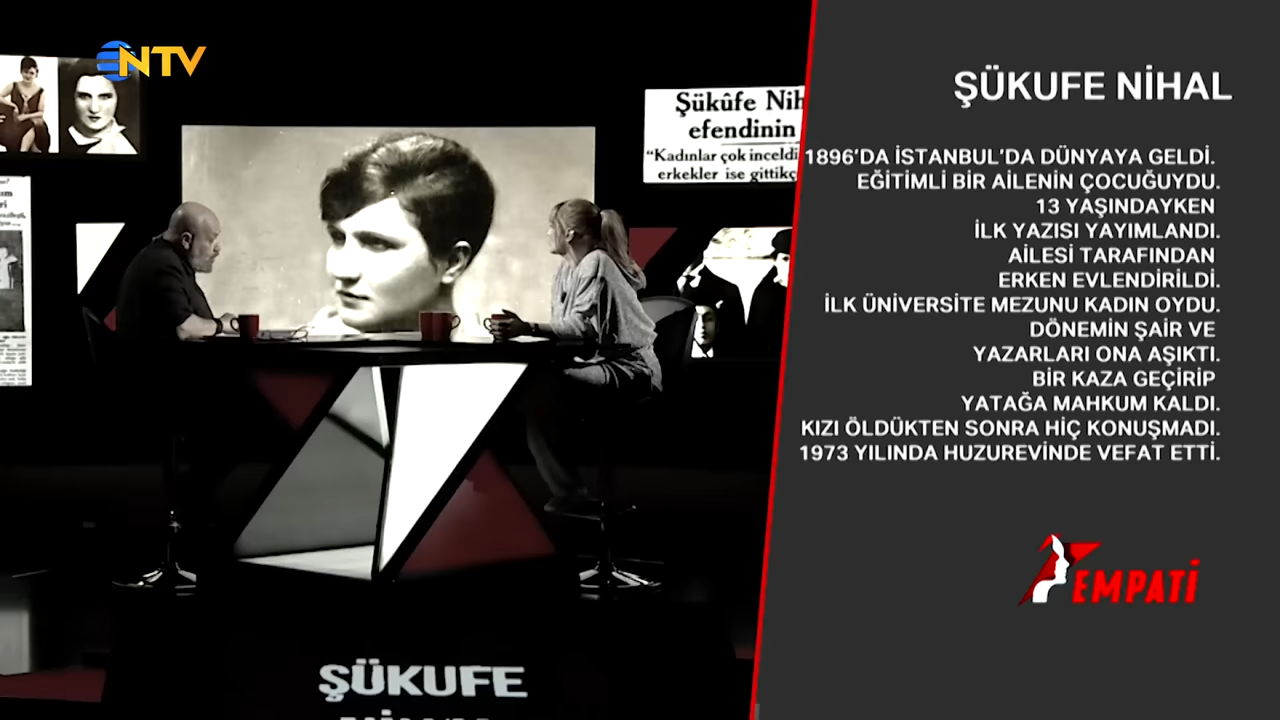 NTV
Şükûfe Nih
efendinin
"Kadınlar çok inceldi
erkekler ise gittikç
ŞÜKUFE NİHAL
1896'DA İSTANBUL'DA DÜNYAYA GELDİ.
EĞİTİMLİ BİR AİLENİN ÇOCUĞUYDU.
13 YAŞINDAYKEN
İLK YAZISI YAYIMLANDI.
AİLESİ TARAFINDAN
ERKEN EVLENDİRİLDİ.
İLK ÜNİVERSİTE MEZUNU KADIN OYDU.
DÖNEMİN ŞAİR VE
YAZARLARI ONA AŞIKTI.
BİR KAZA GEÇİRİP
YATAĞA MAHKUM KALDI.
KIZI ÖLDÜKTEN SONRA HİÇ KONUŞMADI.
1973 YILINDA HUZUREVİNDE VEFAT ETTİ.
EMPATİ
ŞÜKUFE